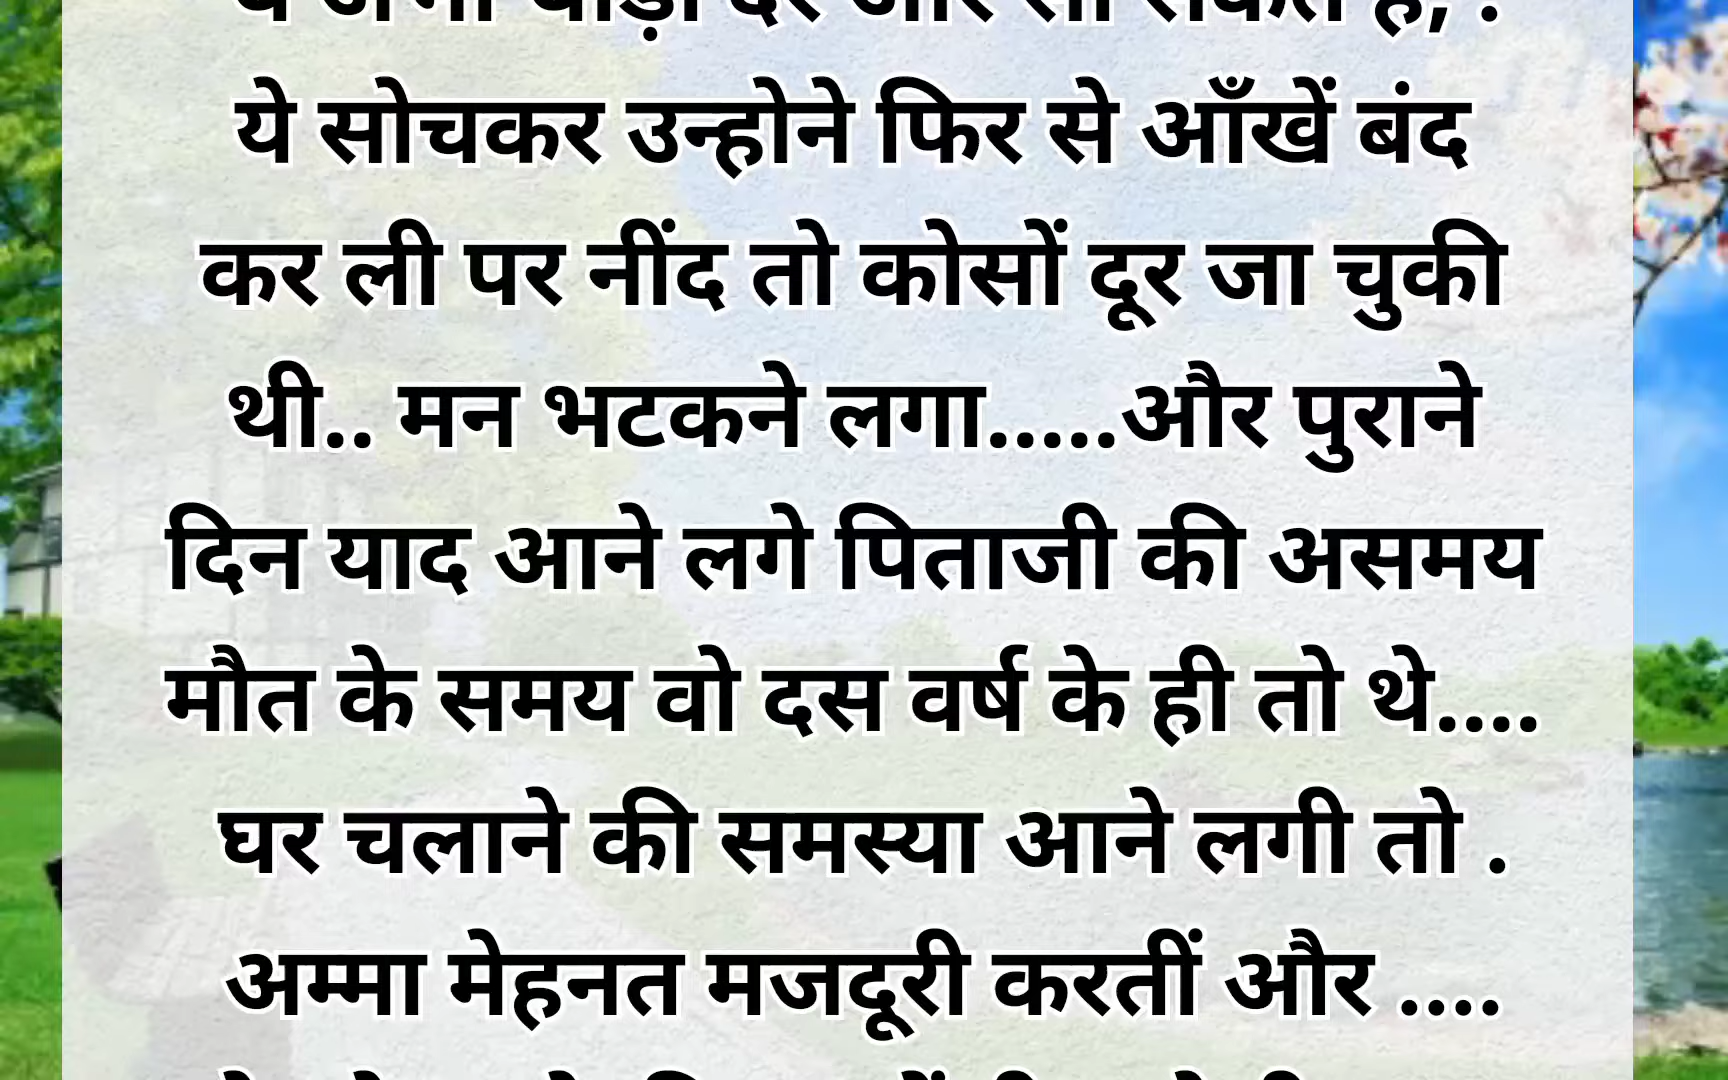 ये सोचकर उन्होने फिर से आँखें बंद
कर ली पर नींद तो कोसों दूर जा चुकी
थी.. मन भटकने लगा.....और पुराने
दिन याद आने लगे पिताजी की असमय
मौत के समय वो दस वर्ष के ही तो थे....
घर चलाने की समस्या आने लगी तो .
अम्मा मेहनत मजदूरी करतीं और ....